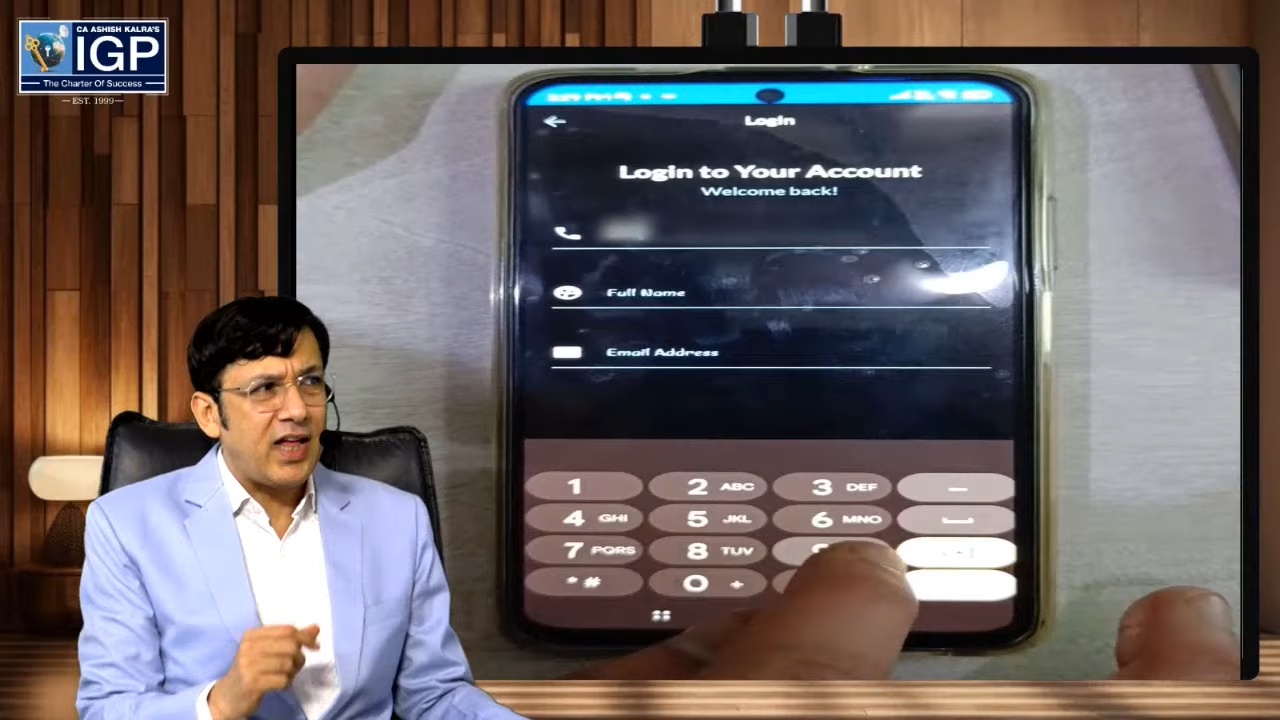 CA ASHISH KALRA'S
IGP
The Charter Of Success
EST. 1999
Login
Login to Your Account
Welcome back!
Full Name
Email Address
1
2 ABC
3 DEF
4 GHI
5 JKL
6 MNO
7 PQRS
8 TUV
* #
0 +